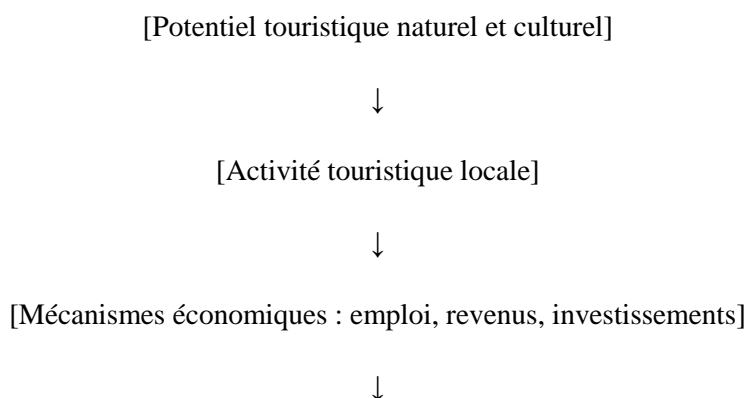 [Potentiel touristique naturel et culturel]
↓
[Activité touristique locale]
↓
[Mécanismes économiques : emploi, revenus, investissements]
↓